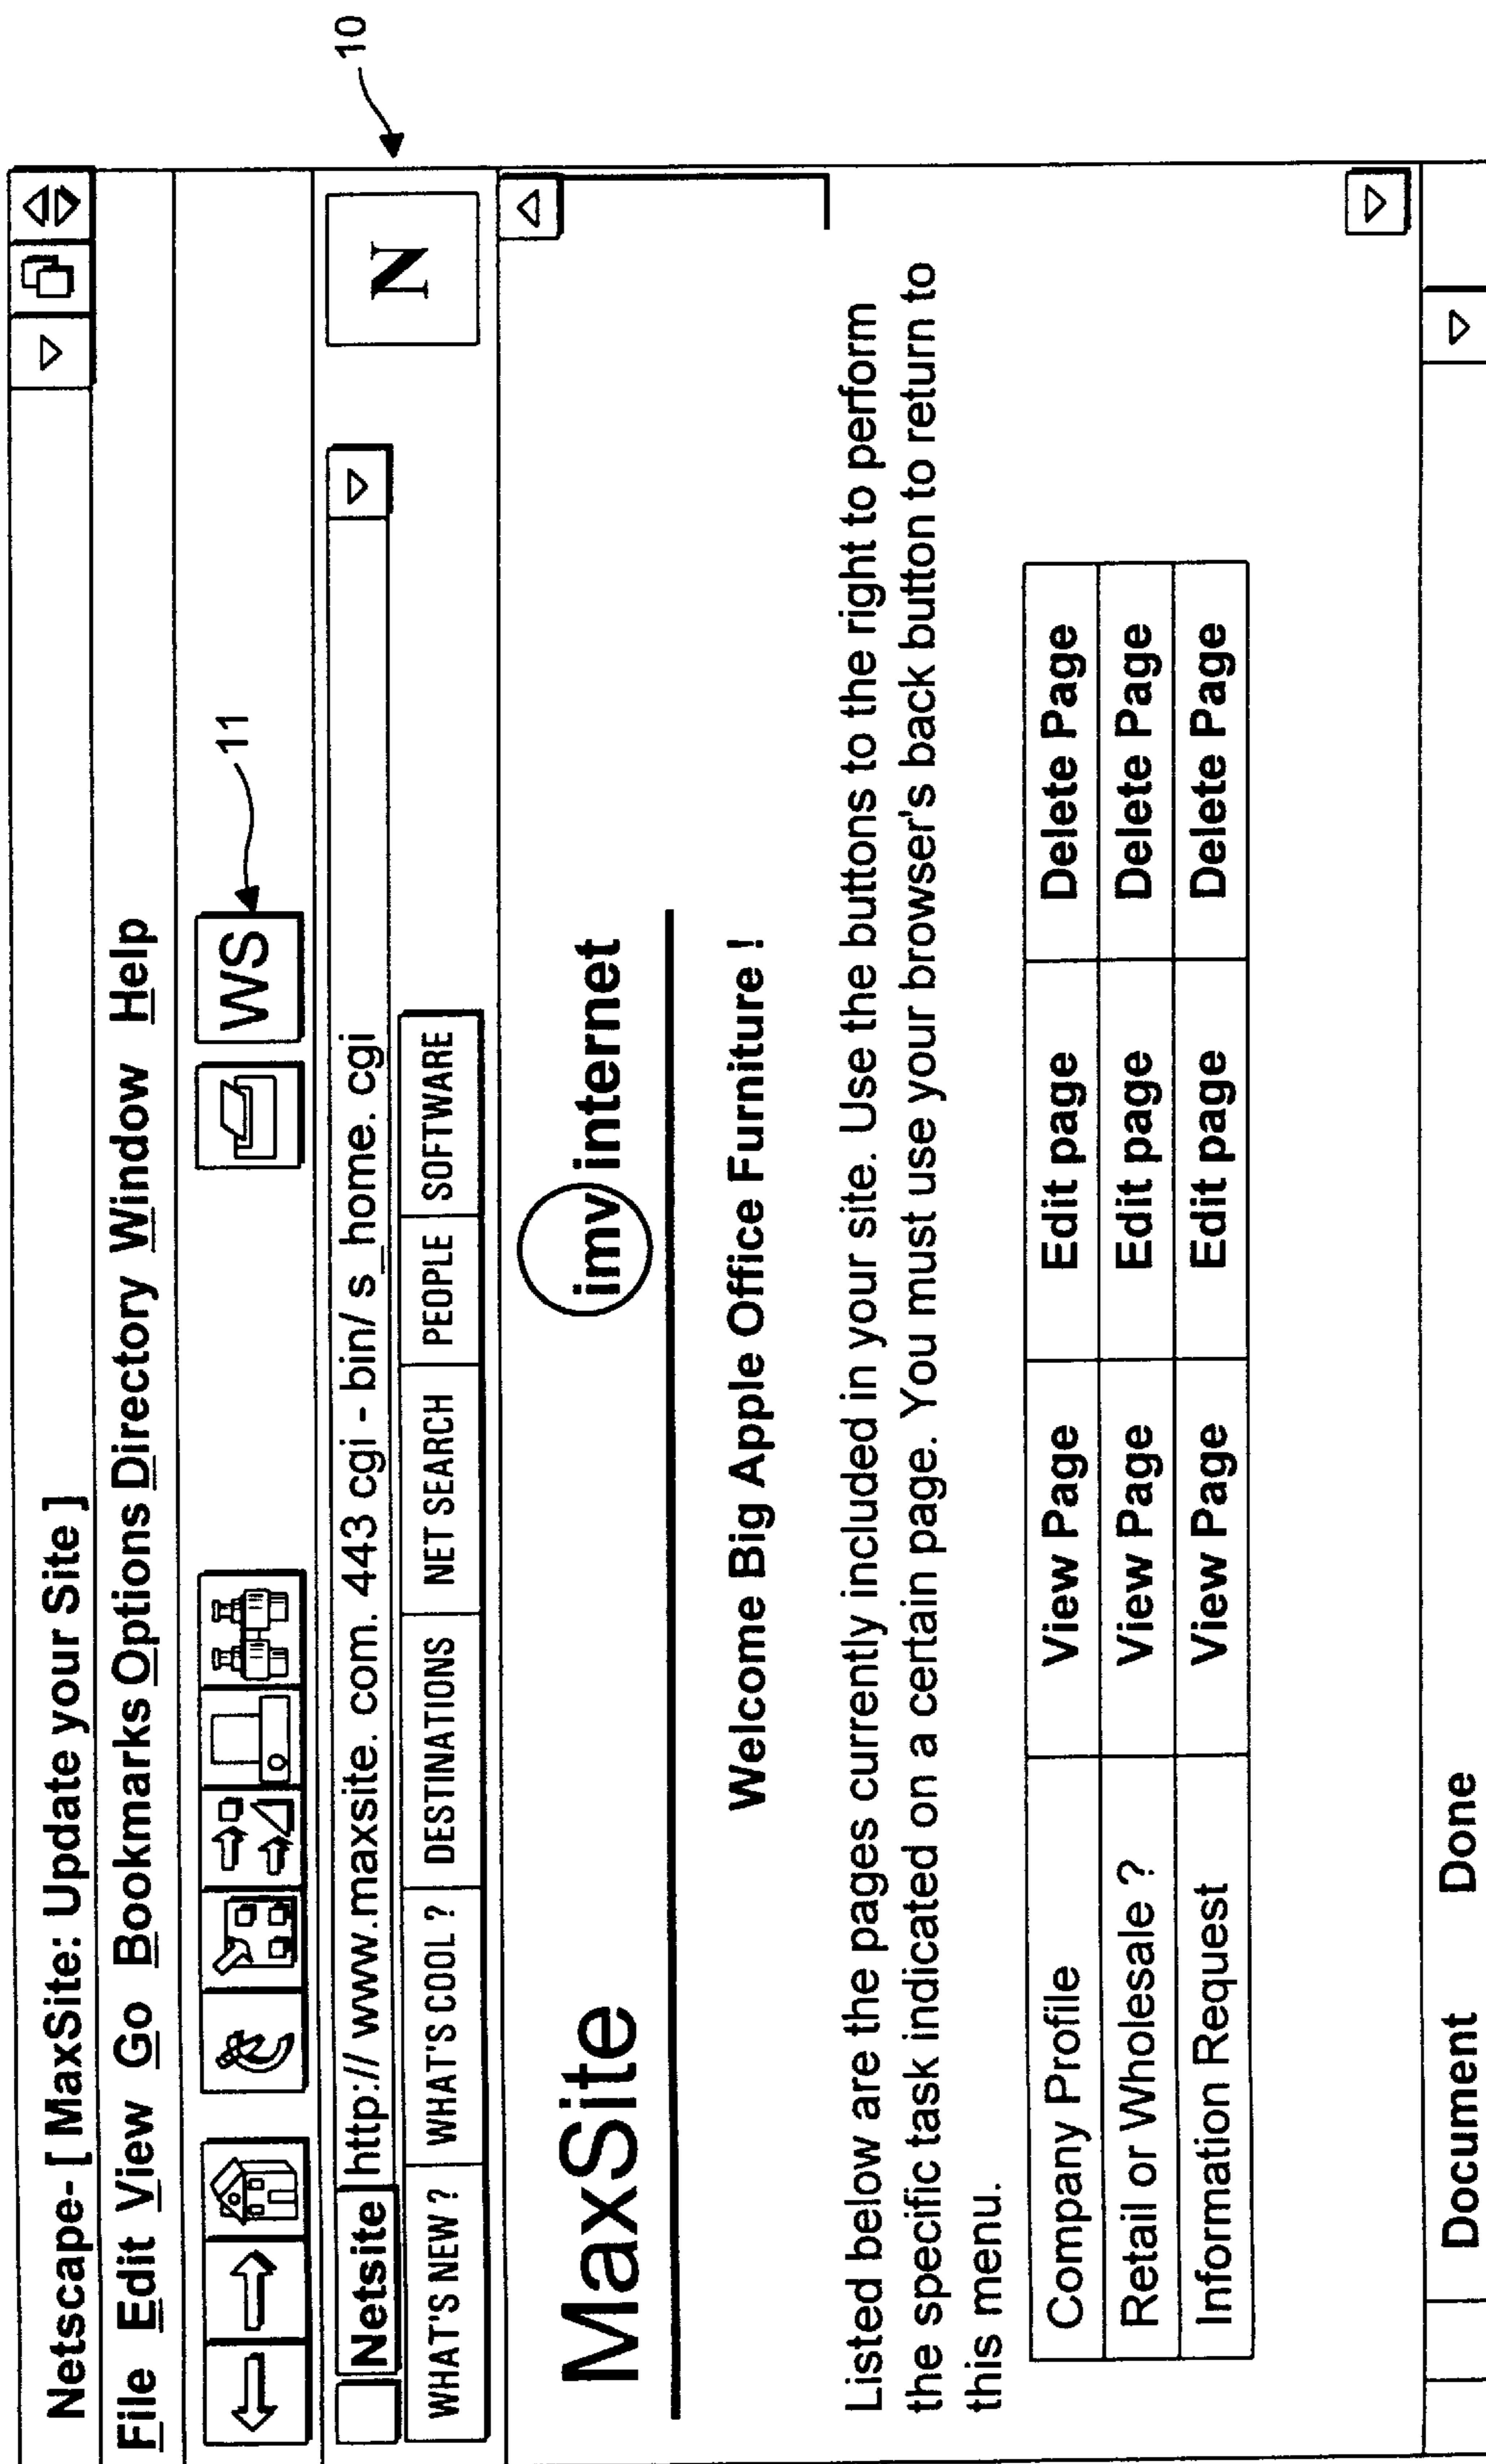 Netscape- [ MaxSite: Update your Site ]
File Edit View Go Bookmarks Options Directory Window Help
WS
11
10
Netsite http:// www.maxsite. com. 443 cgi - bin/ s_home. cgi
N
WHAT'S NEW ? WHAT'S COOL ? DESTINATIONS NET SEARCH PEOPLE SOFTWARE
MaxSite imv internet
Welcome Big Apple Office Furniture !
Listed below are the pages currently included in your site. Use the buttons to the right to perform
the specific task indicated on a certain page. You must use your browser's back button to return to
this menu.
Company Profile View Page Edit page Delete Page
Retail or Wholesale ? View Page Edit page Delete Page
Information Request View Page Edit page Delete Page
Document Done